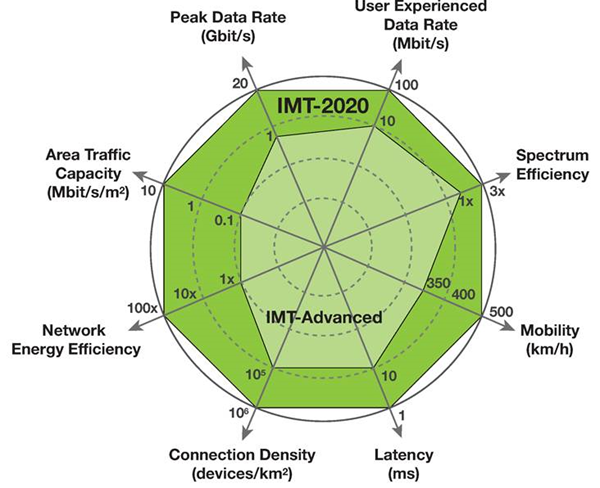 User Experienced
Data Rate
(Mbit/s)
Peak Data Rate
(Gbit/s)
20
100
IMT-2020
1
10
Area Traffic
Capacity
(Mbit/s/m²)
10
1
0.1
Spectrum
Efficiency
3x
1x
1x
10x
100x
350
400
500
Network
Energy Efficiency
IMT-Advanced
Mobility
(km/h)
10⁵
10
10⁶
1
Connection Density
(devices/km²)
Latency
(ms)